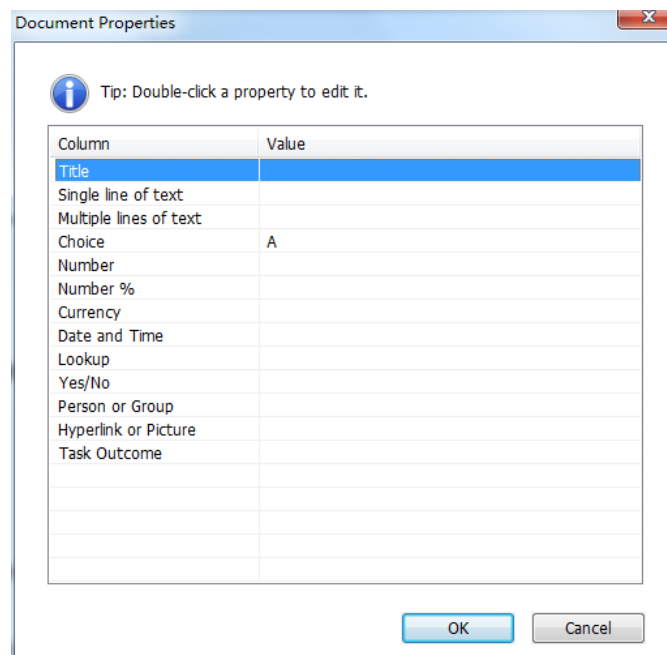 Document Properties
Tip: Double-click a property to edit it.
Column Value
Title
Single line of text
Multiple lines of text
Choice A
Number
Number %
Currency
Date and Time
Lookup
Yes/No
Person or Group
Hyperlink or Picture
Task Outcome
OK Cancel